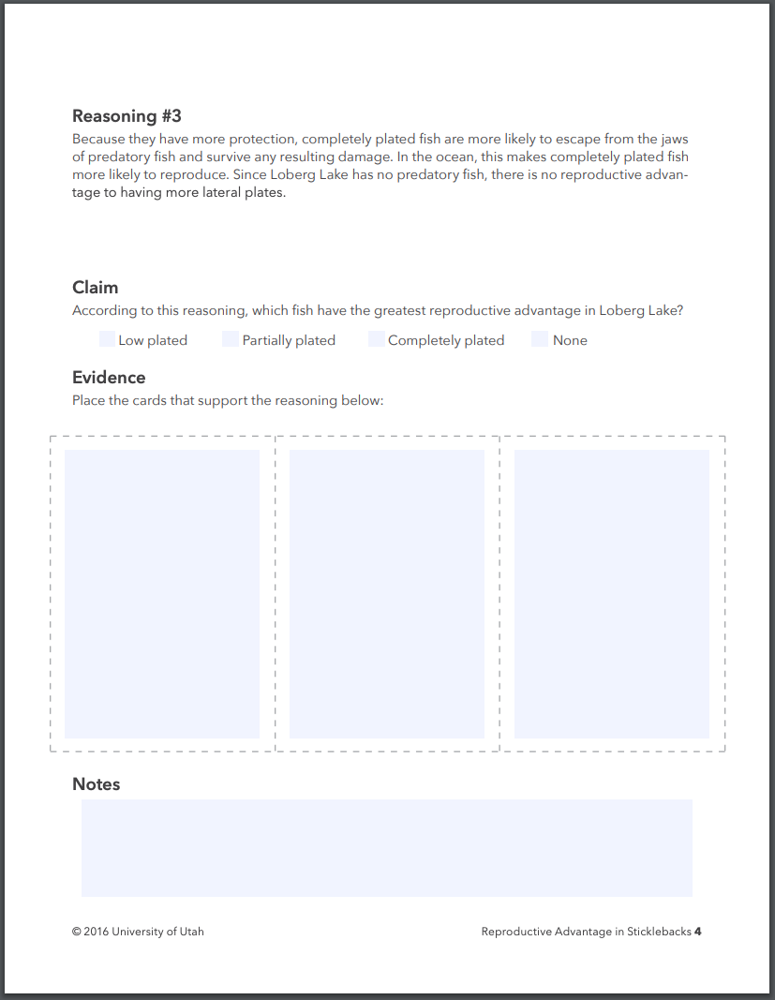 Reasoning #3
Because they have more protection, completely plated fish are more likely to escape from the jaws
of predatory fish and survive any resulting damage. In the ocean, this makes completely plated fish
more likely to reproduce. Since Loberg Lake has no predatory fish, there is no reproductive advan-
tage to having more lateral plates.
Claim
According to this reasoning, which fish have the greatest reproductive advantage in Loberg Lake?
Low plated Partially plated Completely plated None
Evidence
Place the cards that support the reasoning below:
Notes
© 2016 University of Utah Reproductive Advantage in Sticklebacks 4